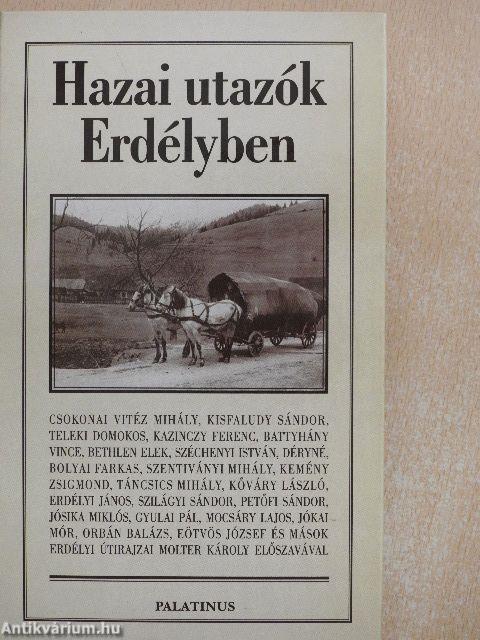 Hazai utazók
Erdélyben
CSOKONAI VITÉZ MIHÁLY, KISFALUDY SÁNDOR,
TELEKI DOMOKOS, KAZINCZY FERENC, BATTYHÁNY
VINCE, BETHLEN ELEK, SZÉCHENYI ISTVÁN, DÉRYNÉ,
BOLYAI FARKAS, SZENTIVÁNYI MIHÁLY, KEMÉNY
ZSIGMOND, TÁNCSICS MIHÁLY, KŐVÁRY LÁSZLÓ,
ERDÉLYI JÁNOS, SZILÁGYI SÁNDOR, PETŐFI SÁNDOR,
JÓSIKA MIKLÓS, GYULAI PÁL, MOCSÁRY LAJOS, JÓKAI
MÓR, ORBÁN BALÁZS, EÖTVÖS JÓZSEF ÉS MÁSOK
ERDÉLYI ÚTIRAJZAI MOLTER KÁROLY ELŐSZAVÁVAL
PALATINUS
Antikvárium.hu